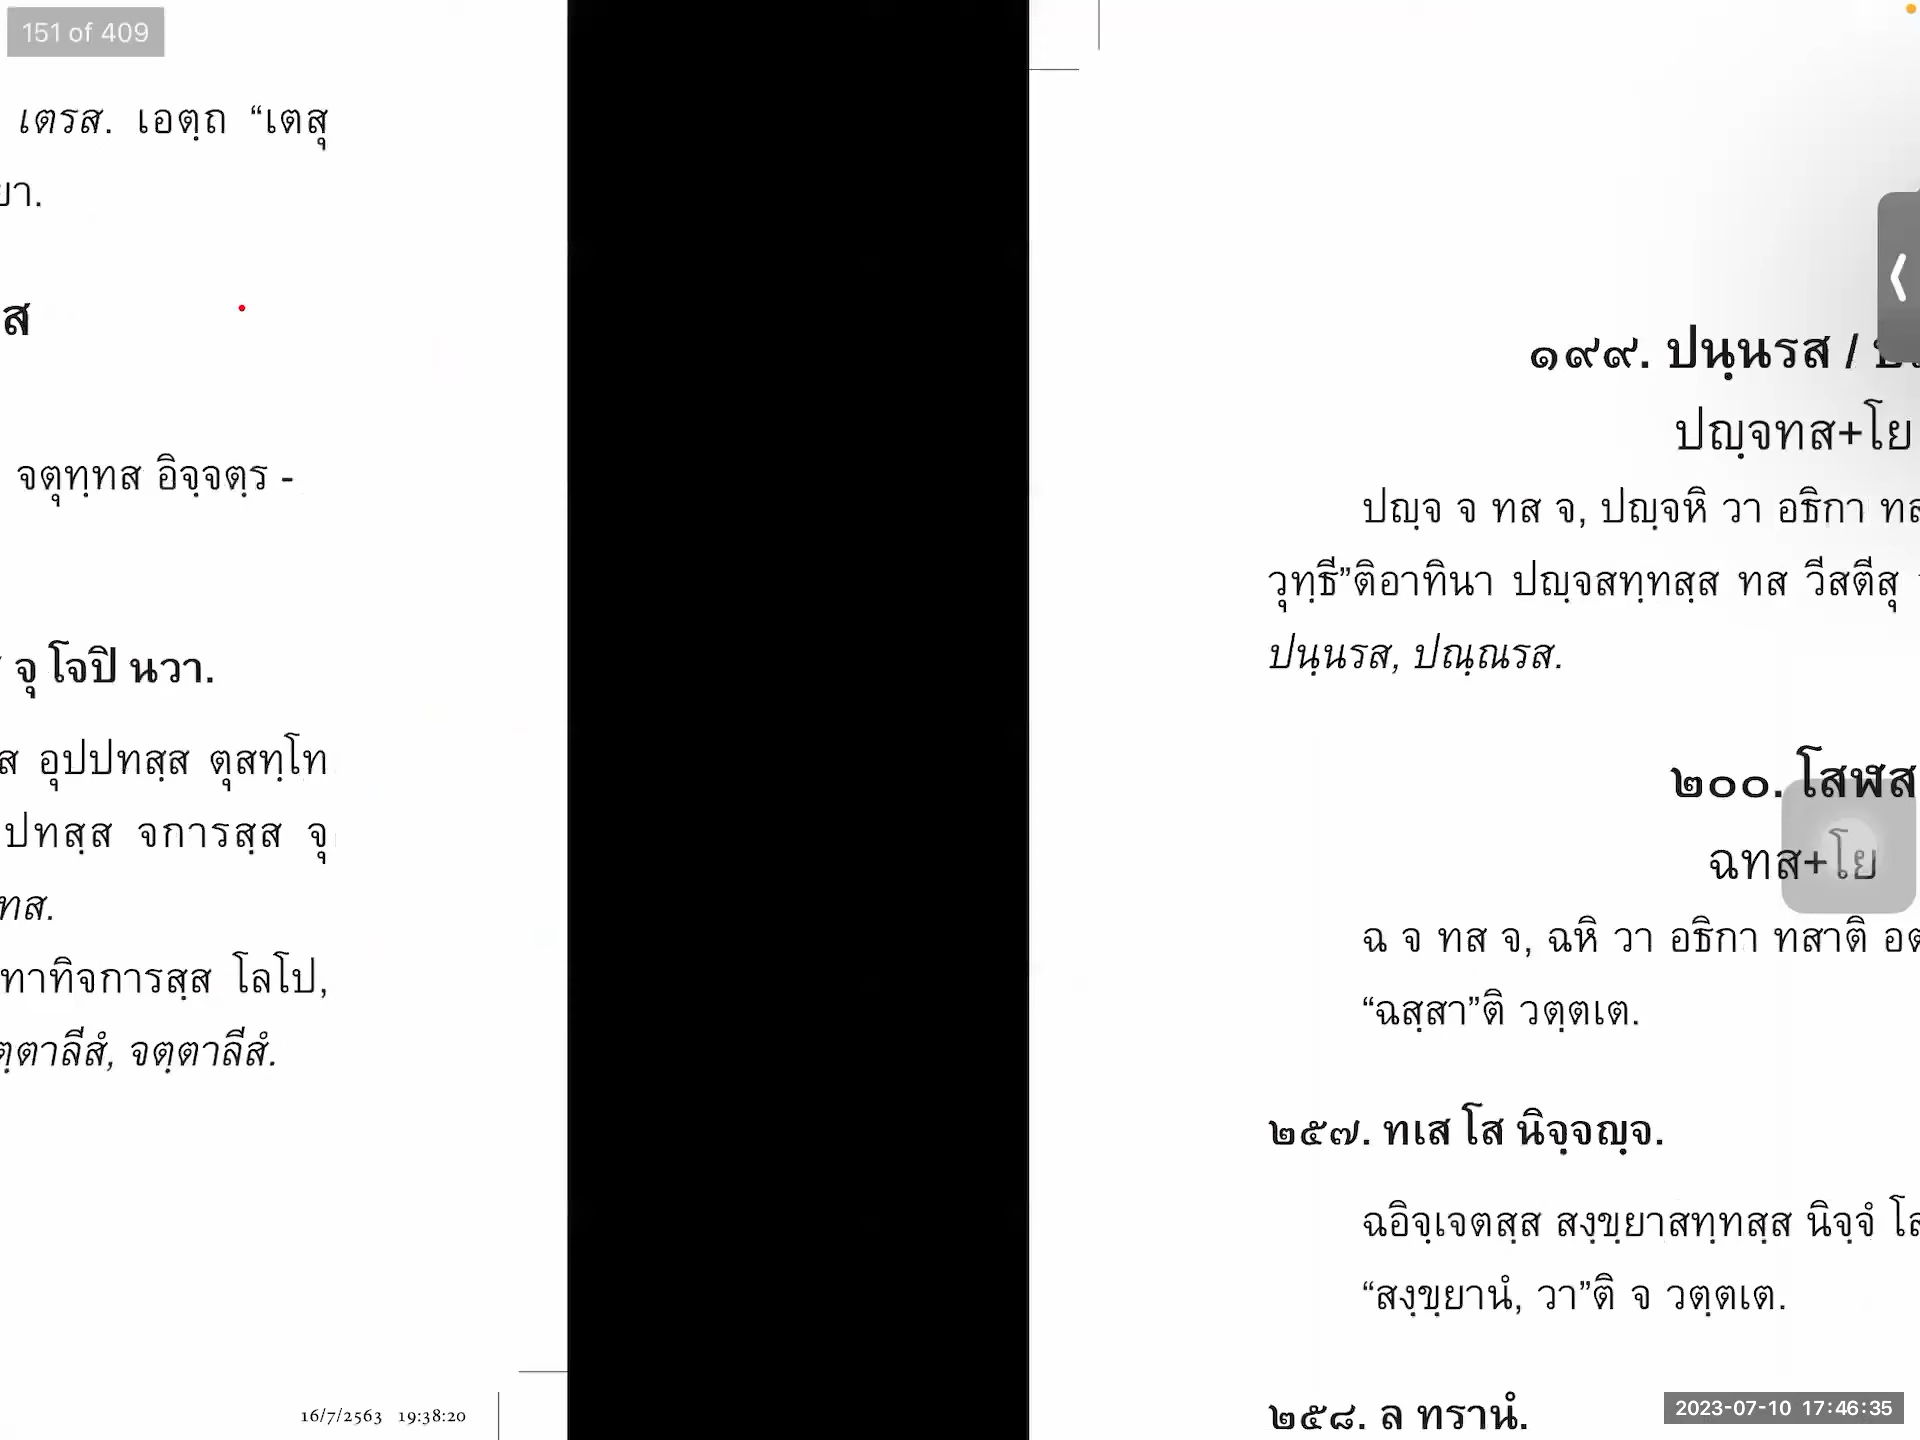 151 of 409
เตรส. เอตฺถ “เตสุ
ยา.
ส
จตุทฺทส อิจฺจตฺร -
จุ โจปิ นวา.
ส อุปปทสฺส ตุสทฺโท
ปทสฺส จการสฺส จุ
ทส.
ทาทิจการสฺส โลโป,
ตฺตาลีสํ, จตฺตาลีสํ.
16/7/2563 19:38:20
๑๙๙. ปนฺนรส /
ปญฺจทส+โย
ปญฺจ จ ทส จ, ปญฺจหิ วา อธิกา ทส
วุทฺธี”ติอาทินา ปญฺจสทฺทสฺส ทส วีสตีสุ
ปนฺนรส, ปณฺณรส.
๒๐๐. โสฬส
ฉทส+โย
ฉ จ ทส จ, ฉหิ วา อธิกา ทสาติ
“ฉสฺสา”ติ วตฺตเต.
๒๕๗. ทเส โส นิจฺจญฺจ.
ฉอิจฺเจตสฺส สงฺขฺยาสทฺทสฺส นิจฺจํ
“สงฺขฺยานํ, วา”ติ จ วตฺตเต.
๒๕๘. ล ทรานํ.
2023-07-10 17:46:35